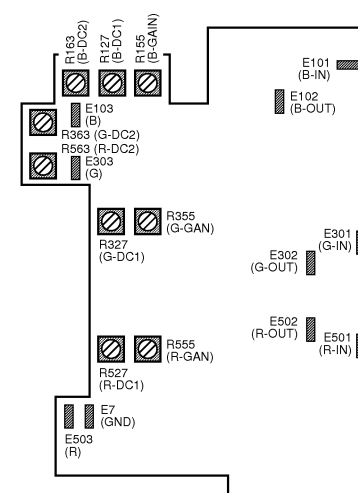 R163
(B-DC2)
R127
(B-DC1)
R155
(B-GAIN)
E101
(B-IN)
E102
(B-OUT)
E103
(B)
R363 (G-DC2)
R563 (R-DC2)
E303
(G)
R355
(G-GAN)
R327
(G-DC1)
E301
(G-IN)
E302
(G-OUT)
E502
(R-OUT)
E501
(R-IN)
R555
(R-GAN)
R527
(R-DC1)
E7
(GND)
E503
(R)